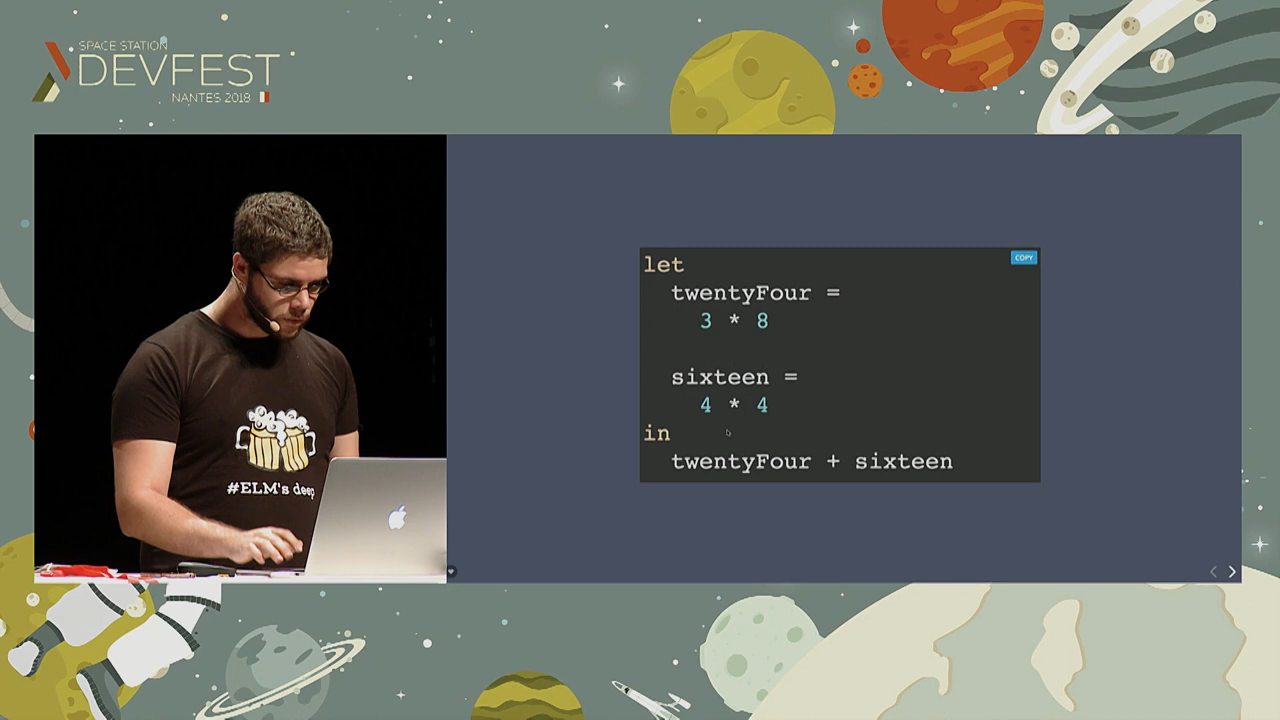 SPACE STATION
DEVFEST
NANTES 2018
COPY
let
twentyFour =
3 * 8
sixteen =
4 * 4
in
twentyFour + sixteen
#ELM's deep